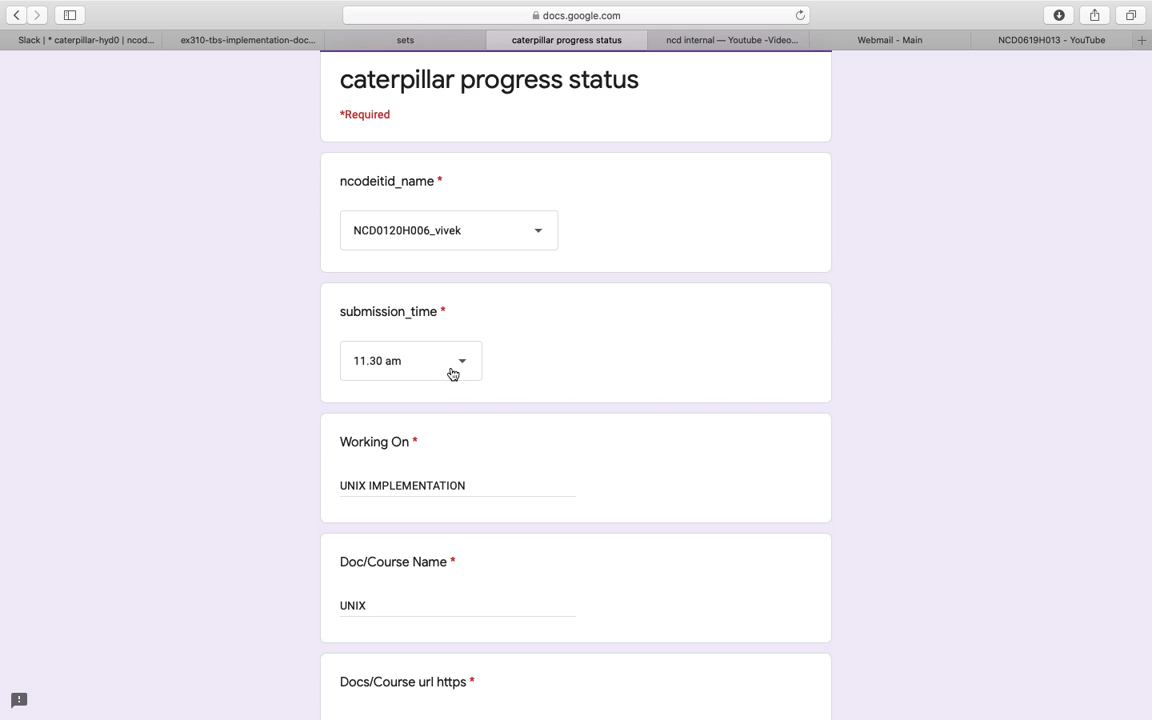 docs.google.com
Slack | * caterpillar-hyd0 | ncod...
ex310-tbs-implementation-doc...
sets
caterpillar progress status
ncd internal — Youtube -Video...
Webmail - Main
NCD0619H013 - YouTube
caterpillar progress status
*Required
ncodeitid_name *
NCD0120H006_vivek
submission_time *
11.30 am
Working On *
UNIX IMPLEMENTATION
Doc/Course Name *
UNIX
Docs/Course url https *